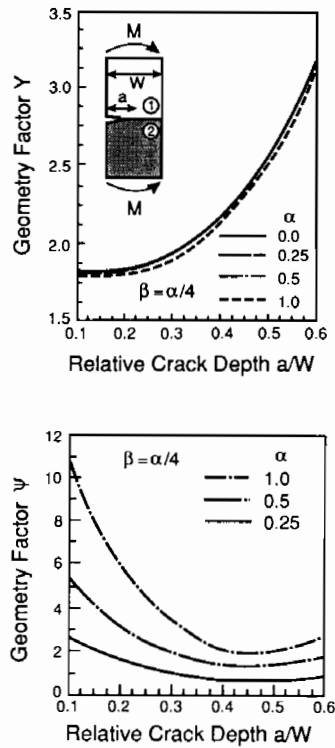 3.5
3.0
2.5
2.0
1.5
Geometry Factor Y
M
W
a
①
②
M
α
0.0
0.25
0.5
1.0
β=α/4
0.1 0.2 0.3 0.4 0.5 0.6
Relative Crack Depth a/W
12
10
8
6
4
2
0
Geometry Factor ψ
β=α/4
α
1.0
0.5
0.25
0.1 0.2 0.3 0.4 0.5 0.6
Relative Crack Depth a/W